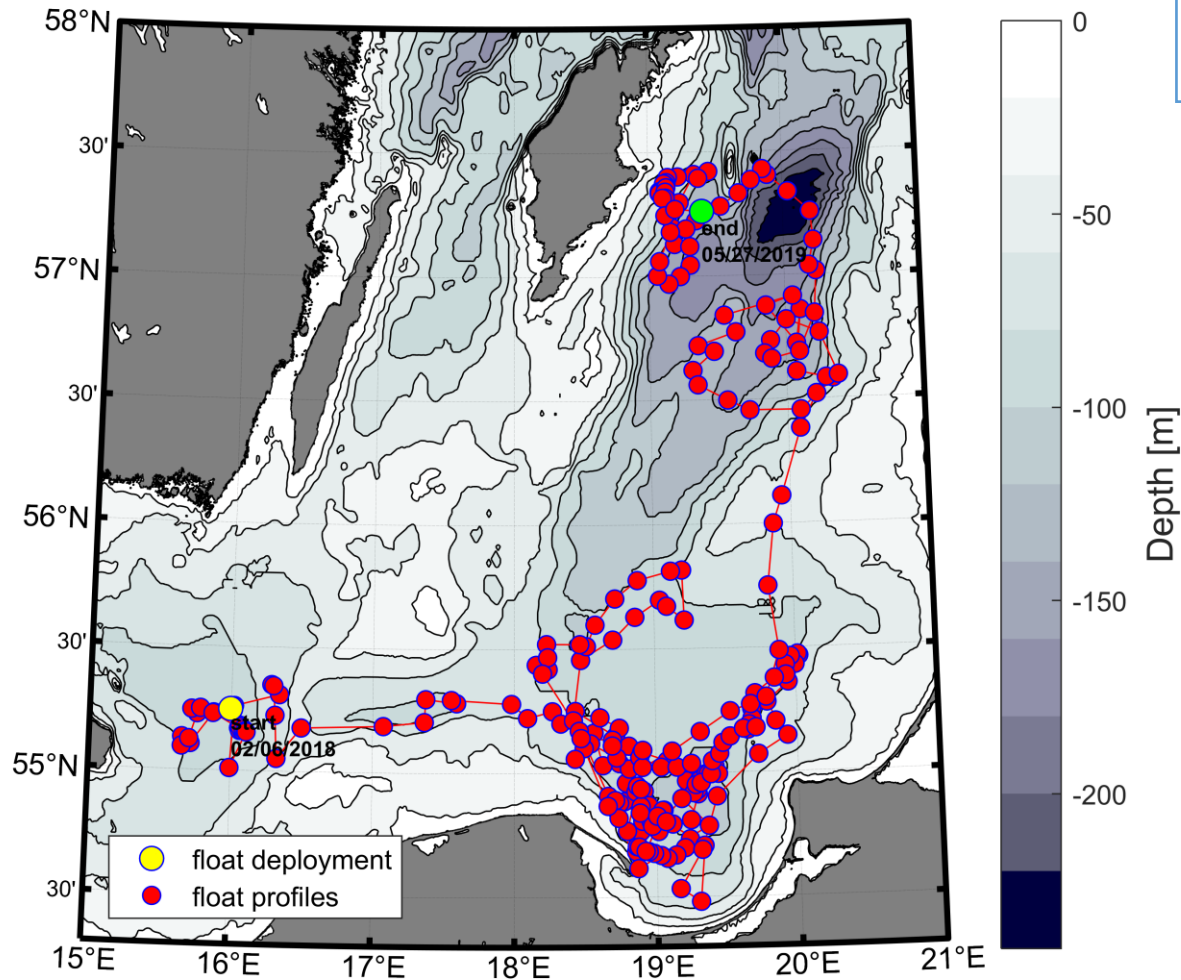 58°N
30'
57°N
30'
56°N
30'
55°N
30'
15°E
16°E
17°E
18°E
19°E
20°E
21°E
end
05/27/2019
start
02/06/2018
float deployment
float profiles
0
-50
-100
-150
-200
Depth [m]